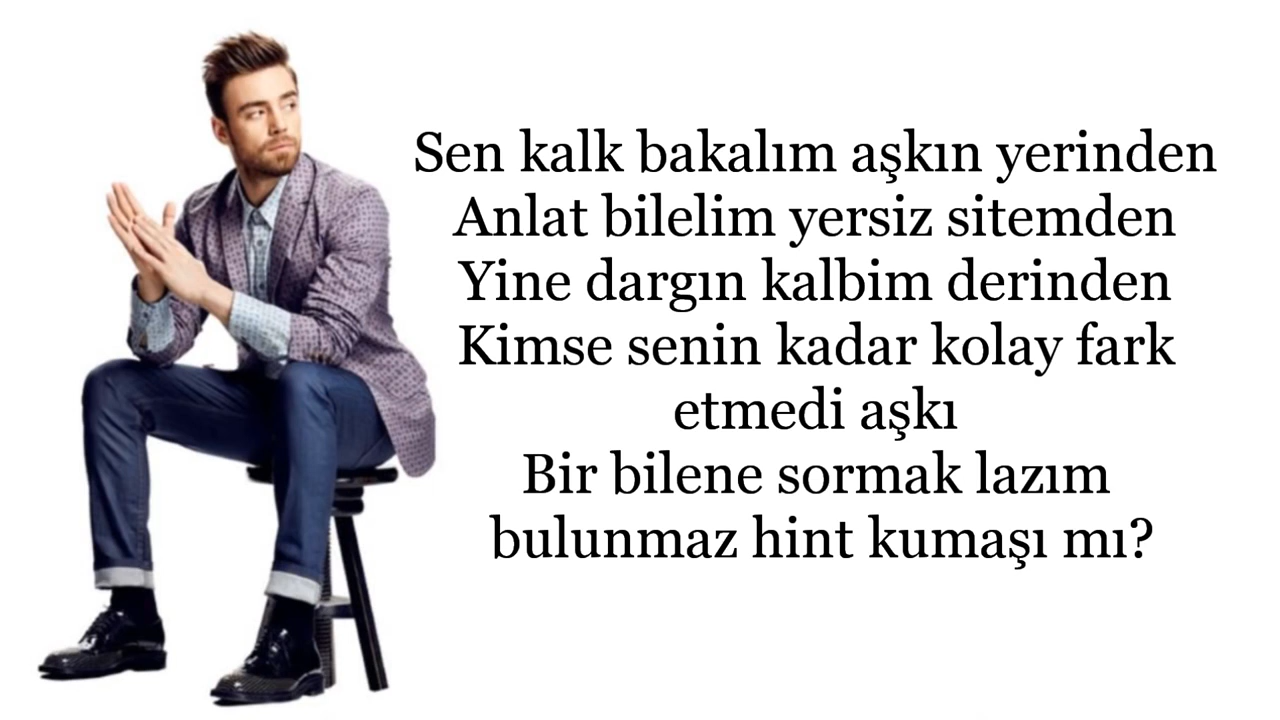 Sen kalk bakalım aşkın yerinden
Anlat bilelim yersiz sitemden
Yine dargın kalbim derinden
Kimse senin kadar kolay fark
etmedi aşkı
Bir bilene sormak lazım
bulunmaz hint kumaşı mı?